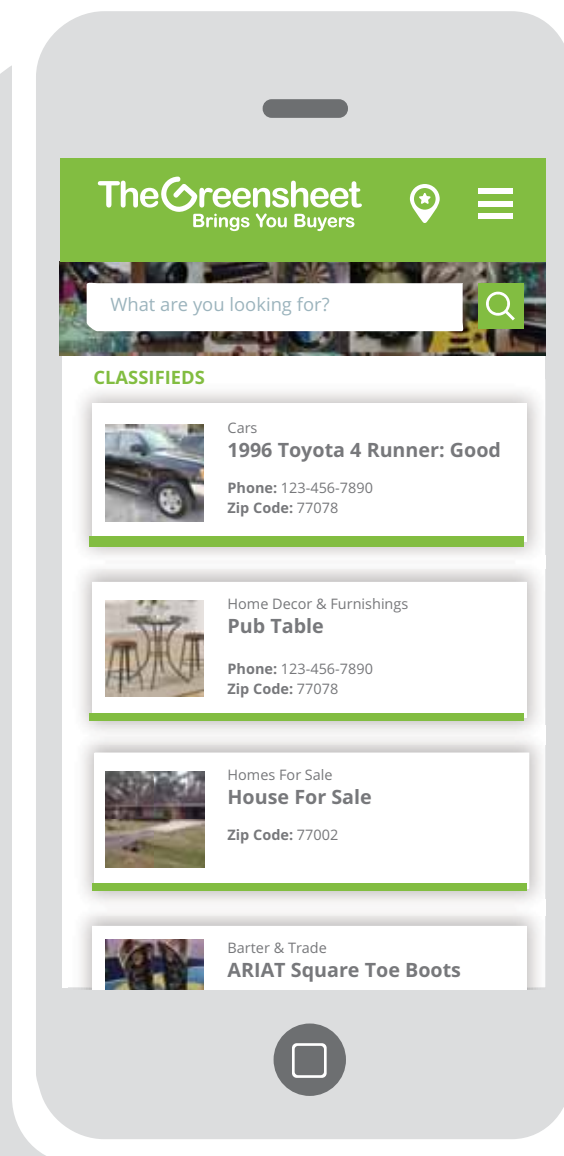 TheGreensheet
Brings You Buyers
What are you looking for?
CLASSIFIEDS
Cars
1996 Toyota 4 Runner: Good
Phone: 123-456-7890
Zip Code: 77078
Home Decor & Furnishings
Pub Table
Phone: 123-456-7890
Zip Code: 77078
Homes For Sale
House For Sale
Zip Code: 77002
Barter & Trade
ARIAT Square Toe Boots